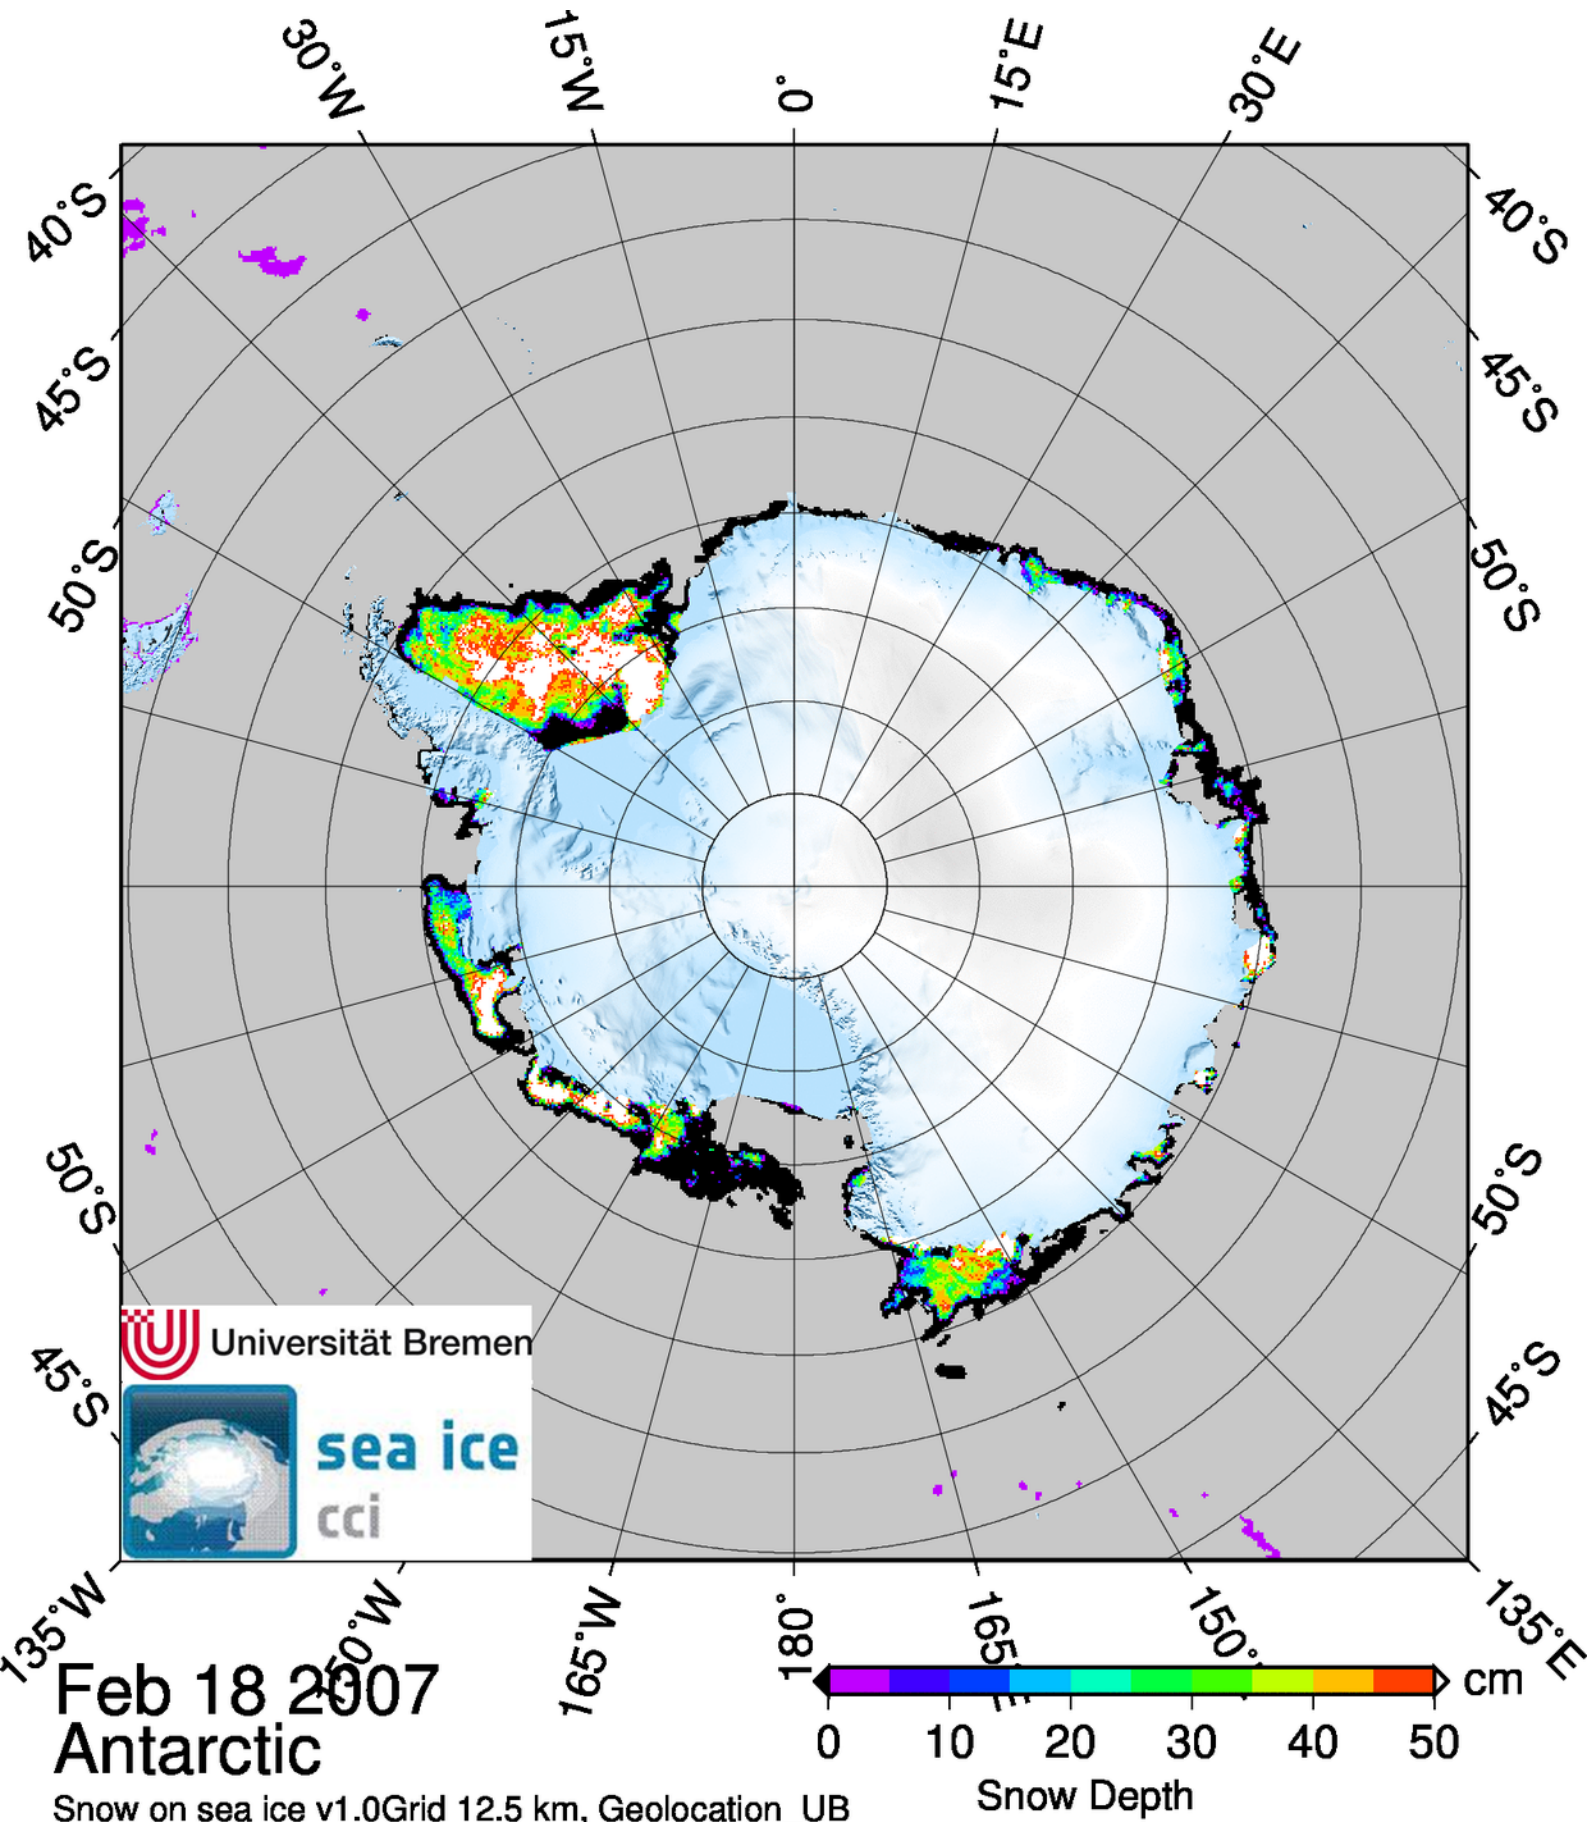 30°W 15°W 0° 15°E 30°E
40°S 40°S
45°S 45°S
50°S 50°S
50°S 50°S
45°S 45°S
Universität Bremen
sea ice
cci
135°W 165°W 180° 165° 150° 135°E
Feb 18 2007
Antarctic
Snow on sea ice v1.0Grid 12.5 km, Geolocation UB
cm
0 10 20 30 40 50
Snow Depth